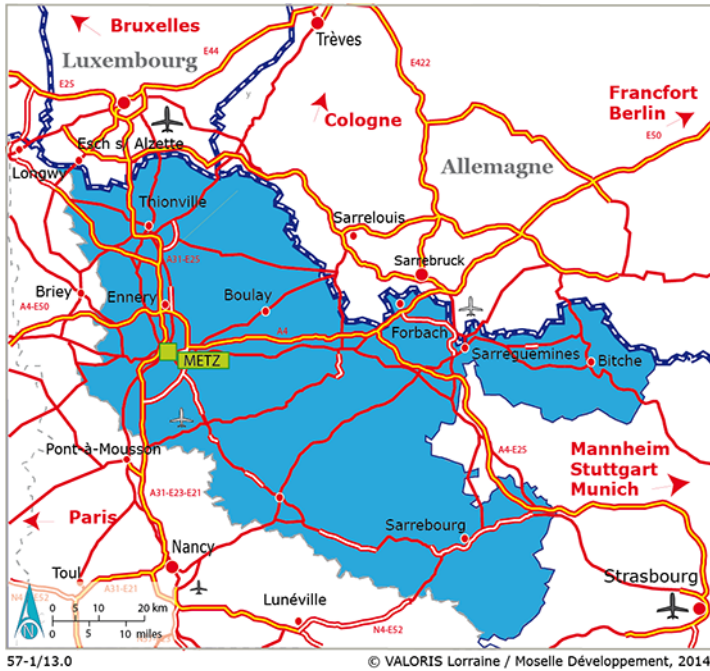 Bruxelles
Luxembourg
E44
Trèves
E25
E422
Francfort
Berlin
E50
Cologne
Esch s/ Alzette
Longwy
Allemagne
Thionville
Sarrelouis
A31-E25
Sarrebruck
Briey
A4-E50
Ennery
Boulay
A4
Forbach
Sarreguemines
METZ
Bitche
Pont-à-Mousson
A4-E25
Mannheim
Stuttgart
Munich
A31-E23-E21
Paris
Sarrebourg
Nancy
Toul
A31-E21
Strasbourg
0 5 10 20 km
0 5 10 miles
Lunéville
N4-E52
N
57-1/13.0
© VALORIS Lorraine / Moselle Développement, 2014